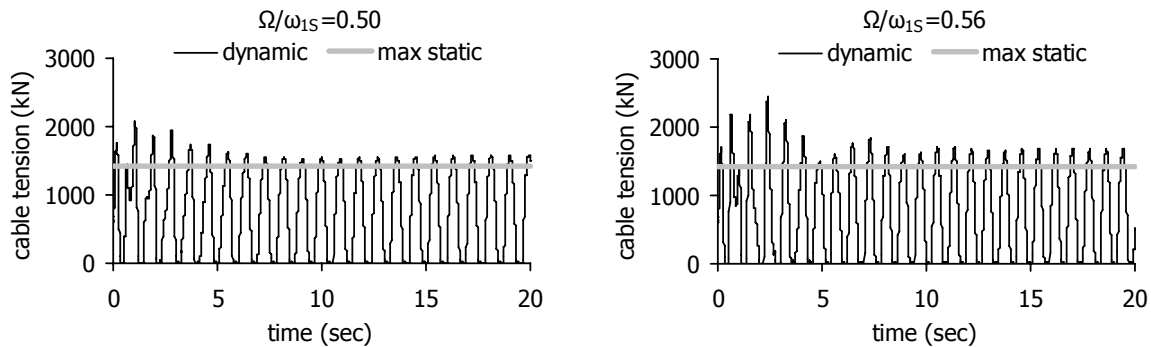 Ω/ω1S=0.50
dynamic max static
cable tension (kN)
3000
2000
1000
0
0 5 10 15 20
time (sec)
Ω/ω1S=0.56
dynamic max static
cable tension (kN)
3000
2000
1000
0
0 5 10 15 20
time (sec)